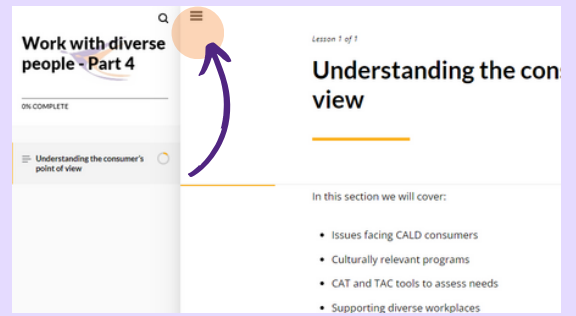 Work with diverse
people - Part 4
0% COMPLETE
Understanding the consumer's
point of view
Lesson 1 of 1
Understanding the
view
In this section we will cover:
• Issues facing CALD consumers
• Culturally relevant programs
• CAT and TAC tools to assess needs
• Supporting diverse workplaces